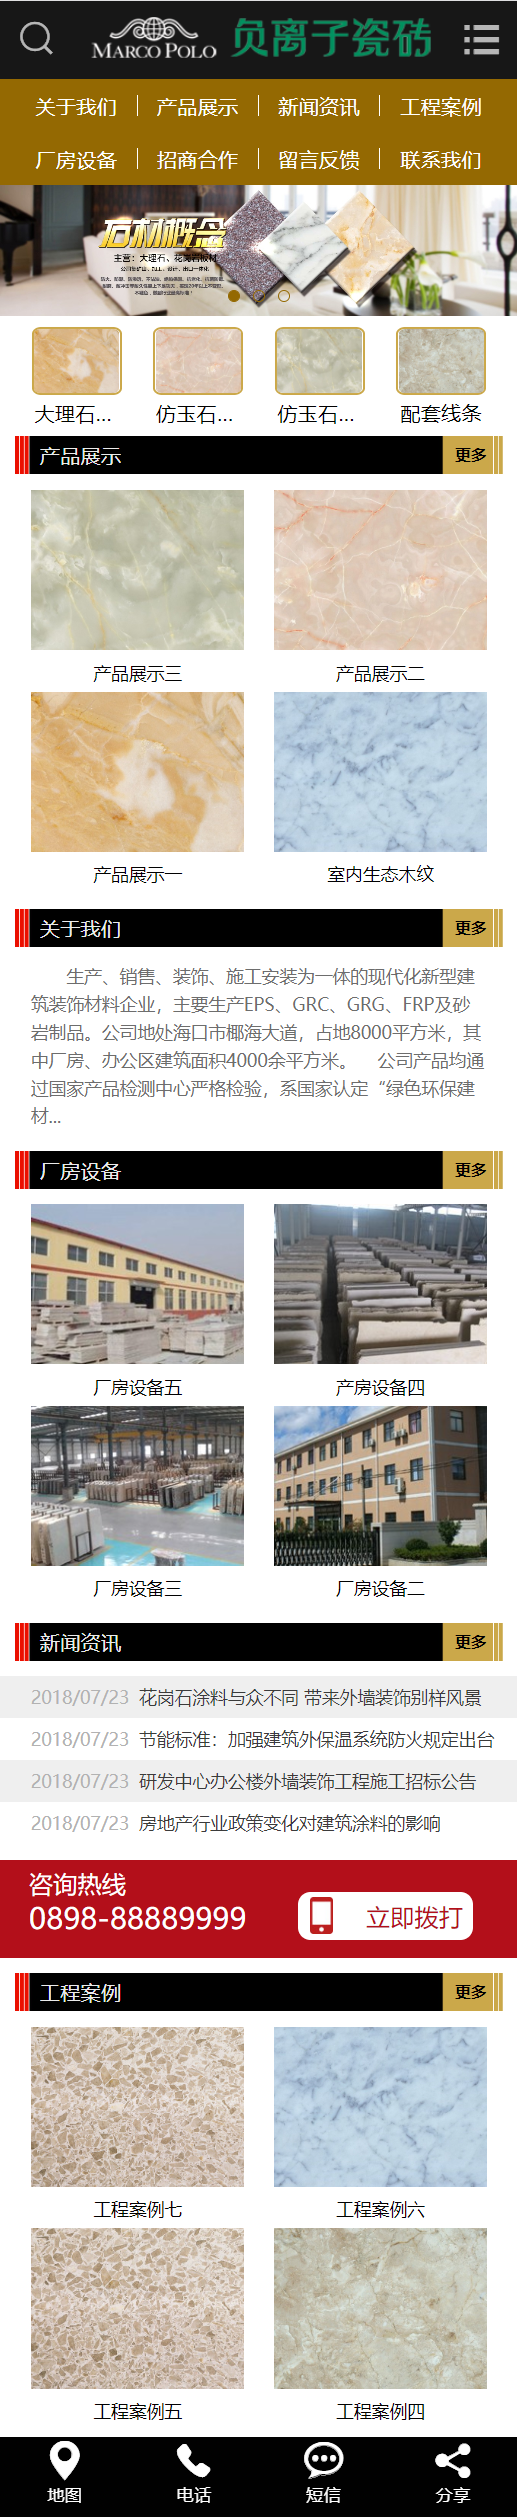 MARCO POLO 负离子瓷砖
关于我们 产品展示 新闻资讯 工程案例
厂房设备 招商合作 留言反馈 联系我们
石材概念
主营：大理石、花岗岩板材
大理石... 仿玉石... 仿玉石... 配套线条
产品展示 更多
产品展示三 产品展示二
产品展示一 室内生态木纹
关于我们 更多
生产、销售、装饰、施工安装为一体的现代化新型建
筑装饰材料企业，主要生产EPS、GRC、GRG、FRP及砂
岩制品。公司地处海口市椰海大道，占地8000平方米，其
中厂房、办公区建筑面积4000余平方米。 公司产品均通
过国家产品检测中心严格检验，系国家认定“绿色环保建
材...
厂房设备 更多
厂房设备五 产房设备四
厂房设备三 厂房设备二
新闻资讯 更多
2018/07/23 花岗石涂料与众不同 带来外墙装饰别样风景
2018/07/23 节能标准：加强建筑外保温系统防火规定出台
2018/07/23 研发中心办公楼外墙装饰工程施工招标公告
2018/07/23 房地产行业政策变化对建筑涂料的影响
咨询热线
0898-88889999 立即拨打
工程案例 更多
工程案例七 工程案例六
工程案例五 工程案例四
地图 电话 短信 分享